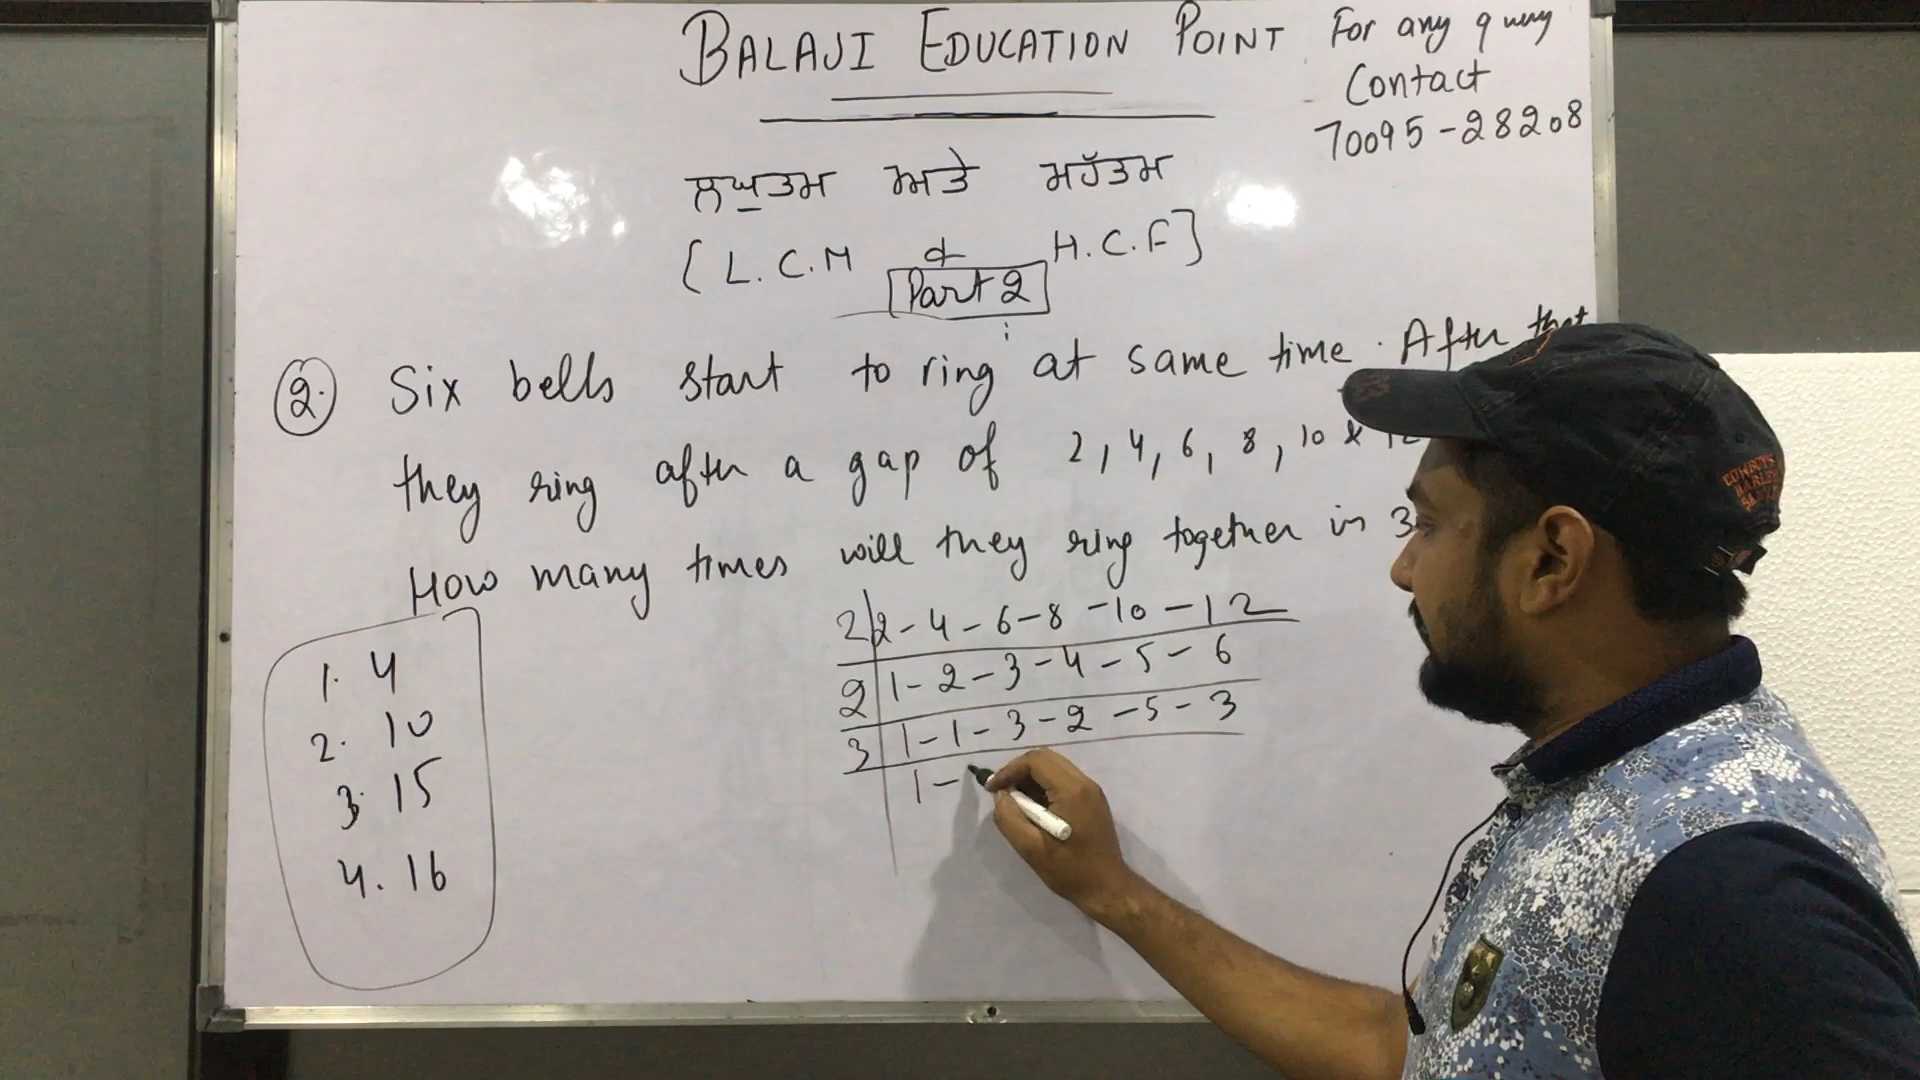 BALAJI EDUCATION POINT
For any query
Contact
70095-28208
ਲਘੁਤਮ ਅਤੇ ਮਹੱਤਮ
[L.C.M & H.C.F]
Part 2
2. Six bells start to ring at same time. After that
they ring after a gap of 2, 4, 6, 8, 10 & 12
How many times will they ring together in
2 2 - 4 - 6 - 8 - 10 - 12
2 1 - 2 - 3 - 4 - 5 - 6
3 1 - 1 - 3 - 2 - 5 - 3
1 -
1. 4
2. 10
3. 15
4. 16